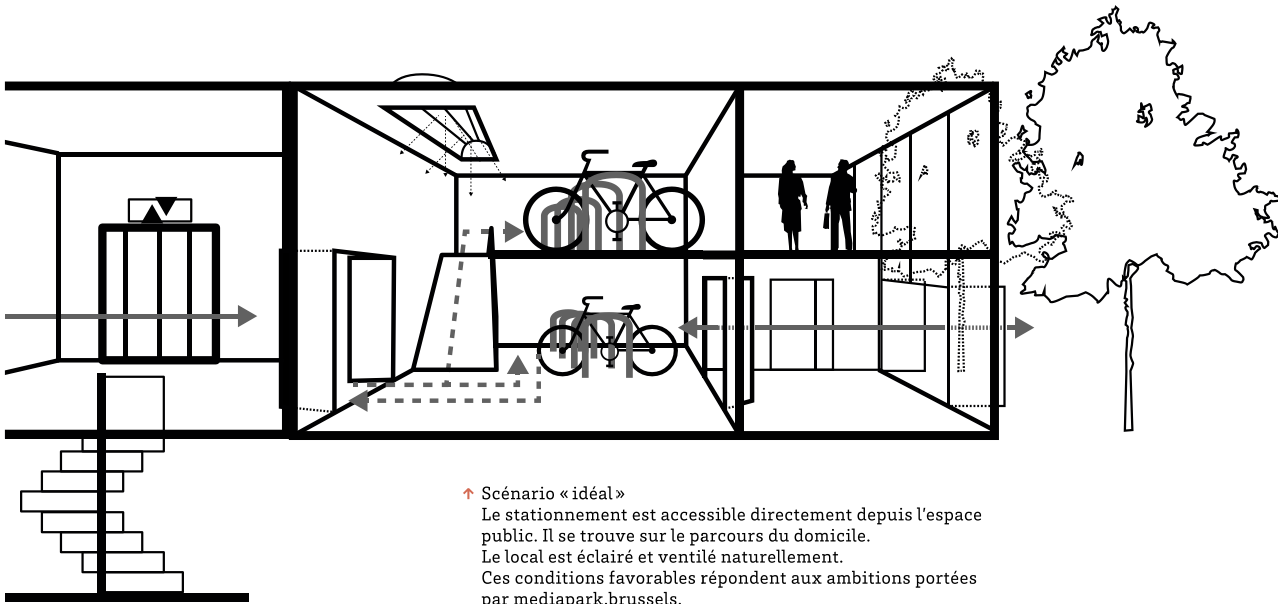 ↑ Scénario « idéal »
Le stationnement est accessible directement depuis l'espace
public. Il se trouve sur le parcours du domicile.
Le local est éclairé et ventilé naturellement.
Ces conditions favorables répondent aux ambitions portées
par mediapark.brussels.